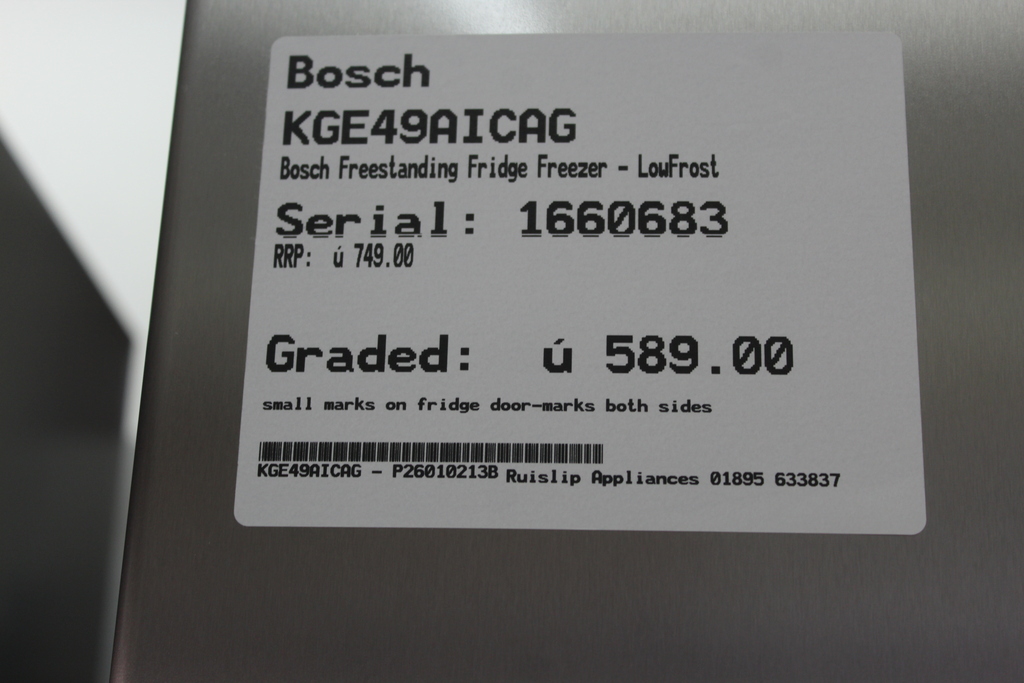 Bosch
KGE49AICAG
Bosch Freestanding Fridge Freezer - LowFrost
Serial: 1660683
RRP: ú 749.00
Graded: ú 589.00
small marks on fridge door-marks both sides
KGE49AICAG - P26010213B Ruislip Appliances 01895 633837